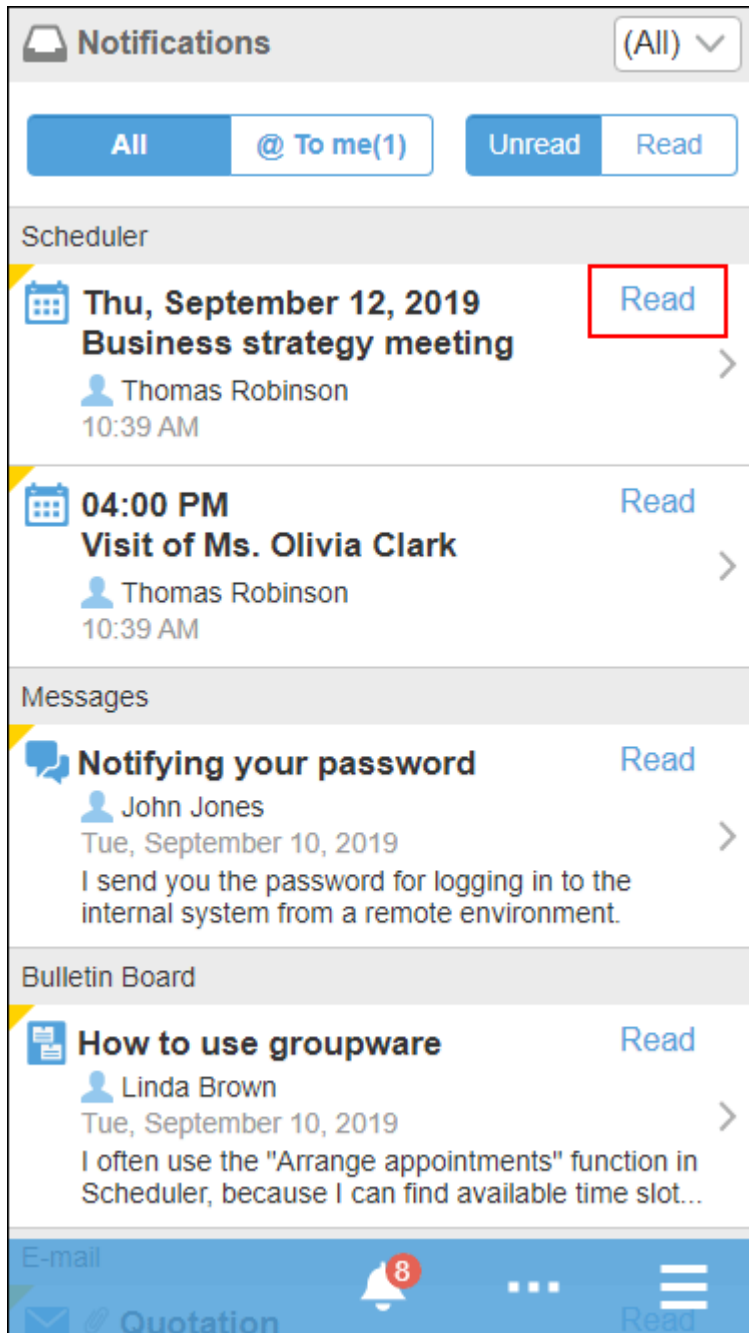 Notifications
(All)
All
@ To me(1)
Unread
Read
Scheduler
Thu, September 12, 2019
Read
Business strategy meeting
Thomas Robinson
10:39 AM
04:00 PM
Read
Visit of Ms. Olivia Clark
Thomas Robinson
10:39 AM
Messages
Notifying your password
Read
John Jones
Tue, September 10, 2019
I send you the password for logging in to the
internal system from a remote environment.
Bulletin Board
How to use groupware
Read
Linda Brown
Tue, September 10, 2019
I often use the "Arrange appointments" function in
Scheduler, because I can find available time slot...
E-mail
8
Quotation
Read